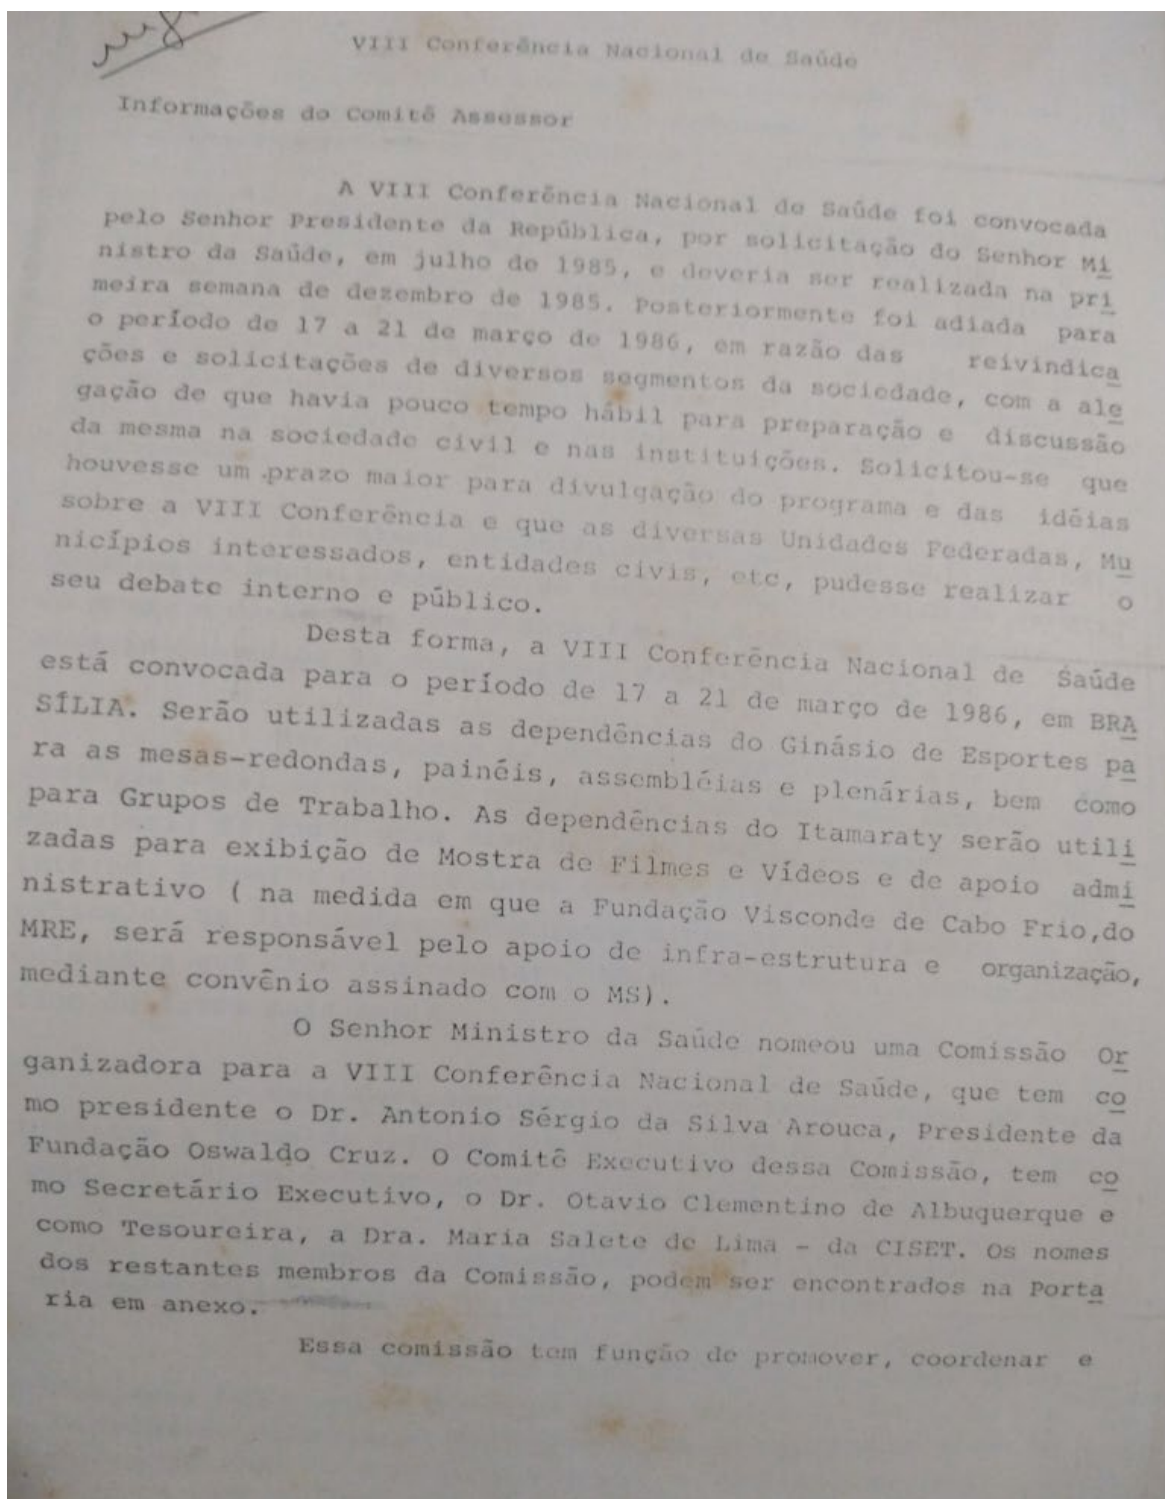 VIII Conferência Nacional de Saúde
Informações do Comitê Assessor
A VIII Conferência Nacional de Saúde foi convocada
pelo Senhor Presidente da República, por solicitação do Senhor Mi
nistro da Saúde, em julho de 1985, e deveria ser realizada na pri
meira semana de dezembro de 1985. Posteriormente foi adiada para
o período de 17 a 21 de março de 1986, em razão das reivindica
ções e solicitações de diversos segmentos da sociedade, com a ale
gação de que havia pouco tempo hábil para preparação e discussão
da mesma na sociedade civil e nas instituições. Solicitou-se que
houvesse um prazo maior para divulgação do programa e das idéias
sobre a VIII Conferência e que as diversas Unidades Federadas, Mu
nicípios interessados, entidades civis, etc, pudesse realizar o
seu debate interno e público.
Desta forma, a VIII Conferência Nacional de Saúde
está convocada para o período de 17 a 21 de março de 1986, em BRA
SÍLIA. Serão utilizadas as dependências do Ginásio de Esportes pa
ra as mesas-redondas, painéis, assembléias e plenárias, bem como
para Grupos de Trabalho. As dependências do Itamaraty serão utili
zadas para exibição de Mostra de Filmes e Vídeos e de apoio admi
nistrativo ( na medida em que a Fundação Visconde de Cabo Frio,do
MRE, será responsável pelo apoio de infra-estrutura e organização,
mediante convênio assinado com o MS).
O Senhor Ministro da Saúde nomeou uma Comissão Or
ganizadora para a VIII Conferência Nacional de Saúde, que tem co
mo presidente o Dr. Antonio Sérgio da Silva Arouca, Presidente da
Fundação Oswaldo Cruz. O Comitê Executivo dessa Comissão, tem co
mo Secretário Executivo, o Dr. Otavio Clementino de Albuquerque e
como Tesoureira, a Dra. Maria Salete de Lima - da CISET. Os nomes
dos restantes membros da Comissão, podem ser encontrados na Porta
ria em anexo.
Essa comissão tem função de promover, coordenar e